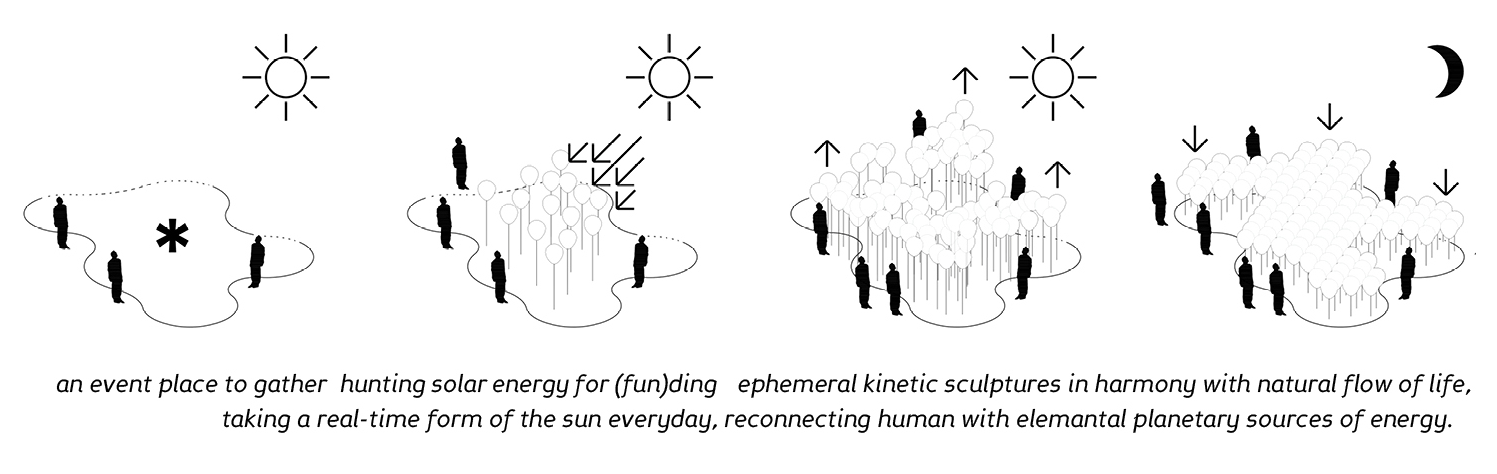 an event place to gather hunting solar energy for (fun)ding ephemeral kinetic sculptures in harmony with natural flow of life,
taking a real-time form of the sun everyday, reconnecting human with elemantal planetary sources of energy.